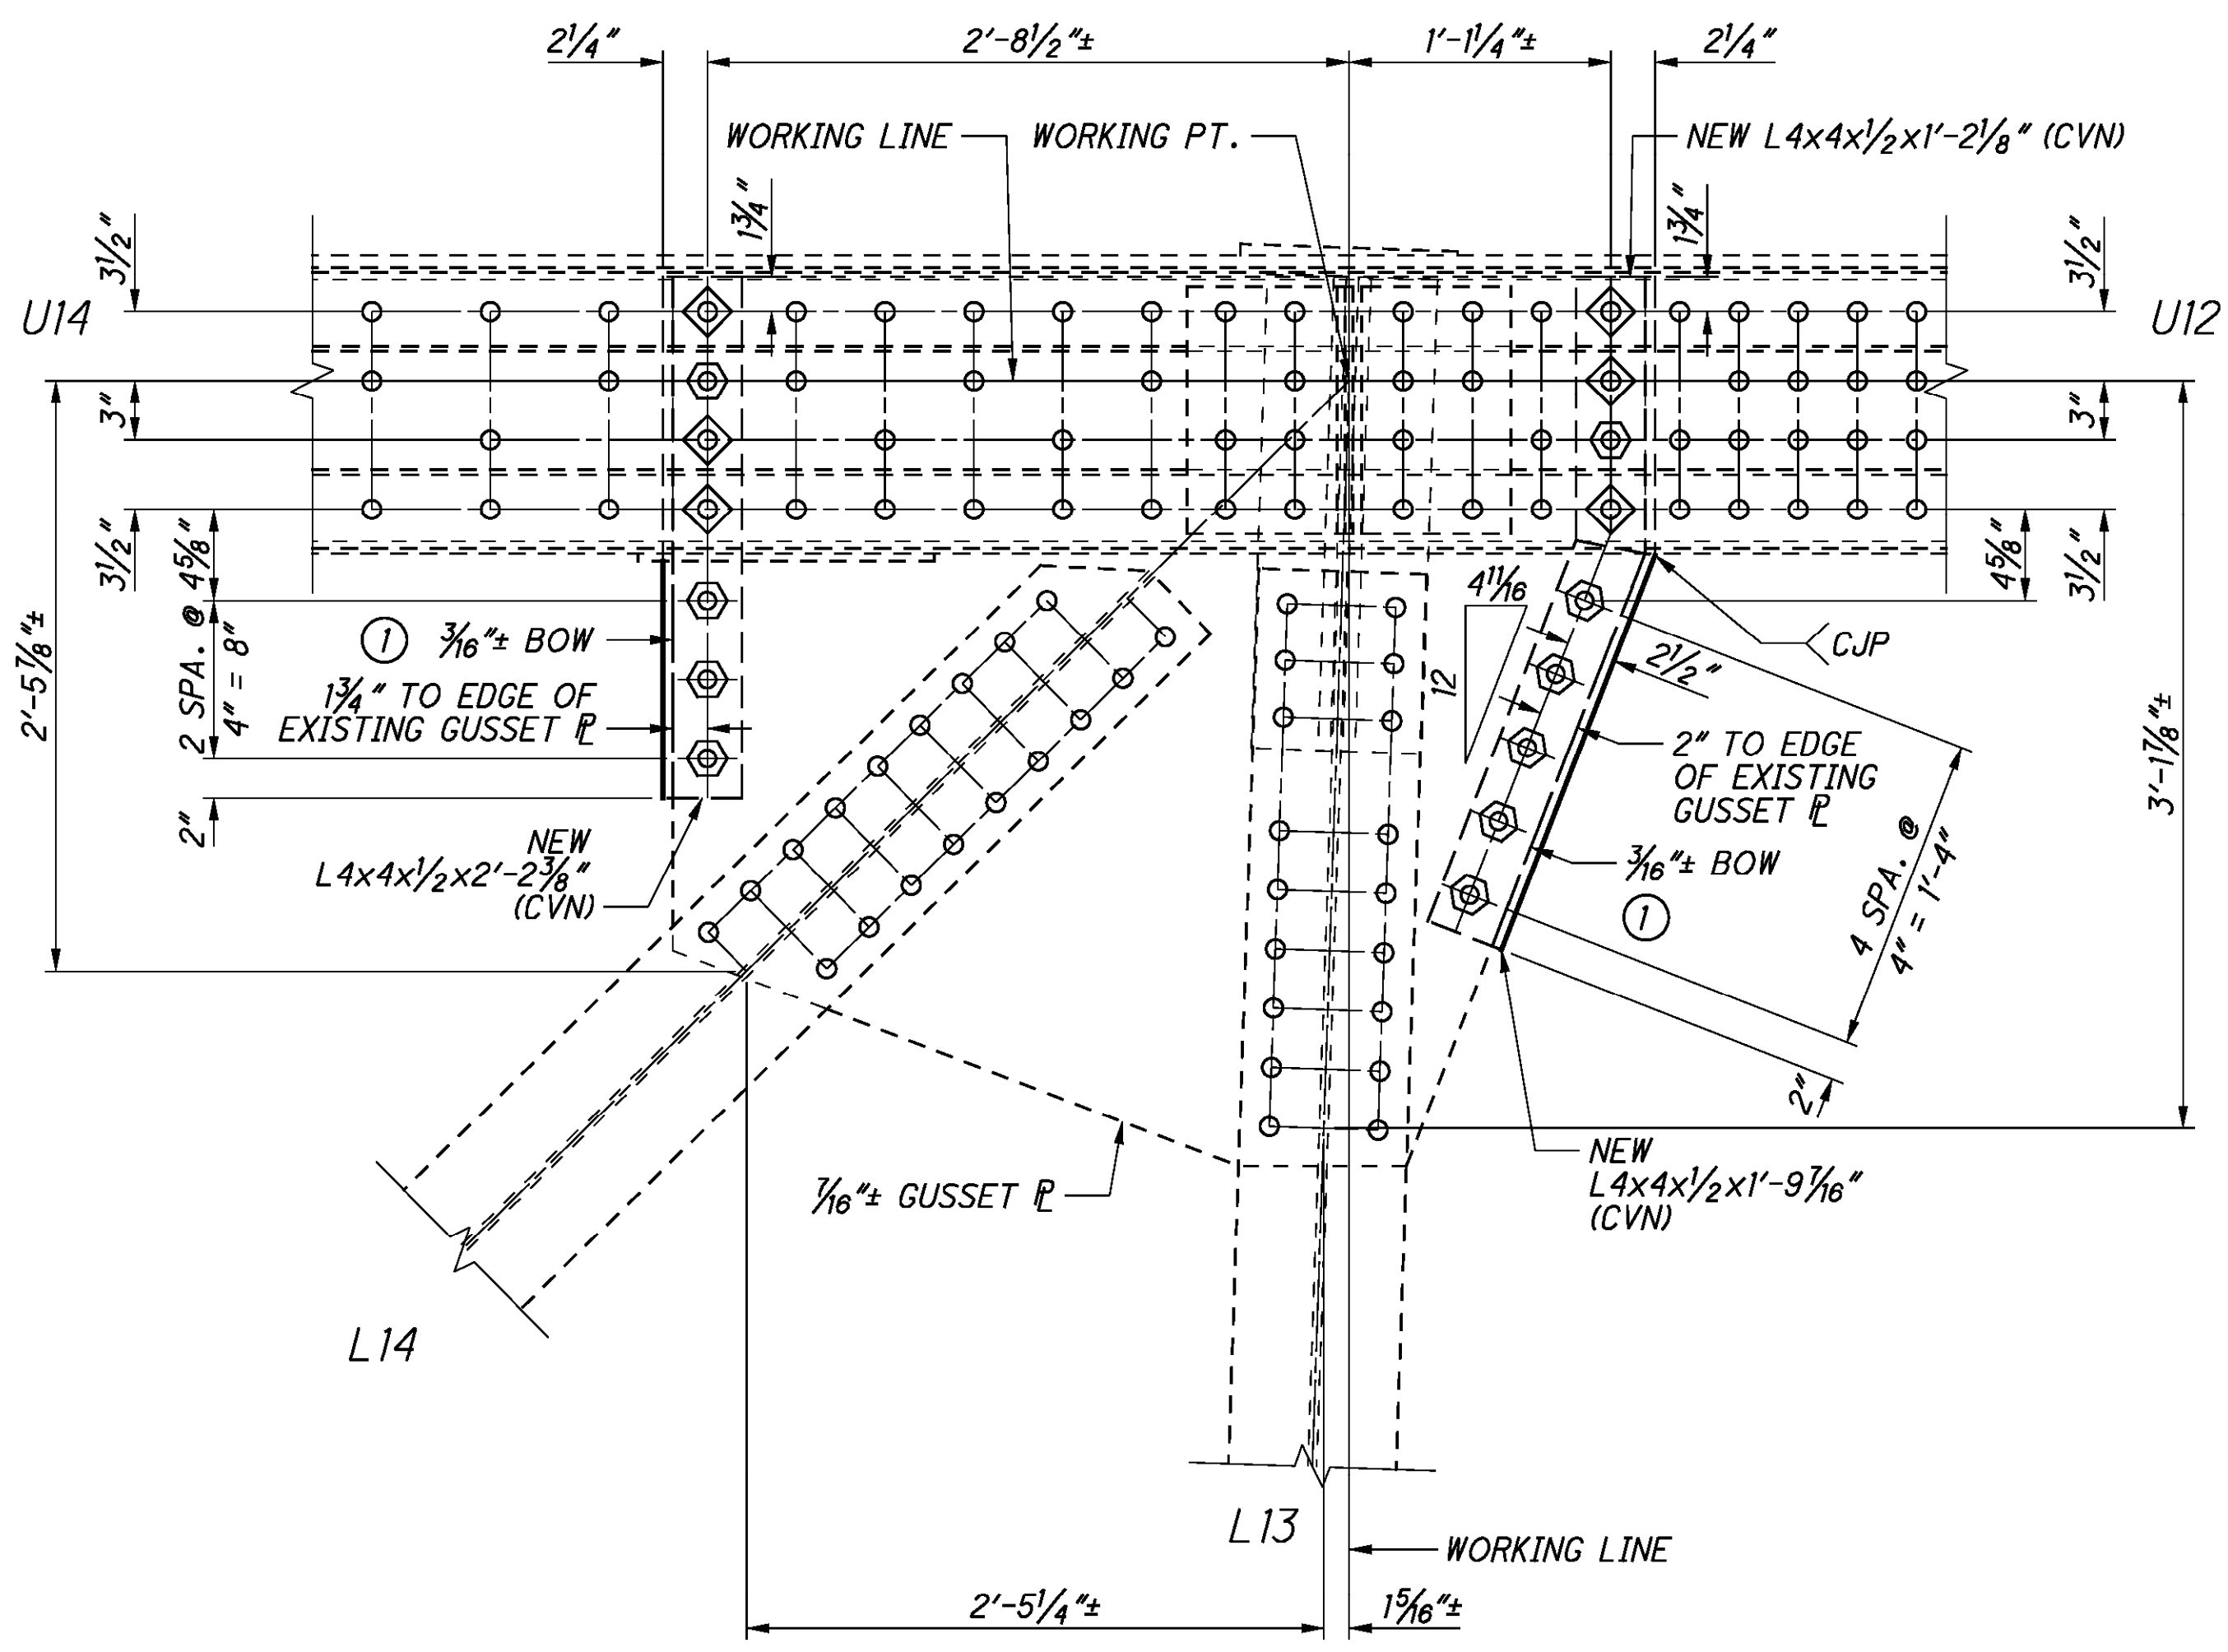 2¼"
2'-8½"±
1'-1¼"±
2¼"
WORKING LINE
WORKING PT.
NEW L4x4x½x1'-2⅛" (CVN)
3½"
1¾"
1¾"
3½"
U14
U12
3"
3"
3½"
2 SPA. @ 4⅝"
4" = 8"
4⅝"
3½"
2'-5⅞"±
1
3/16"± BOW
1¾" TO EDGE OF
EXISTING GUSSET ⅊
4 11/16
12
2½"
CJP
2" TO EDGE
OF EXISTING
GUSSET ⅊
3'-1⅞"±
2"
NEW
L4x4x½x2'-2⅜"
(CVN)
3/16"± BOW
1
4 SPA. @
4" = 1'-4"
2"
7/16"± GUSSET ⅊
NEW
L4x4x½x1'-9 7/16"
(CVN)
L14
L13
WORKING LINE
2'-5¼"±
1 5/16"±